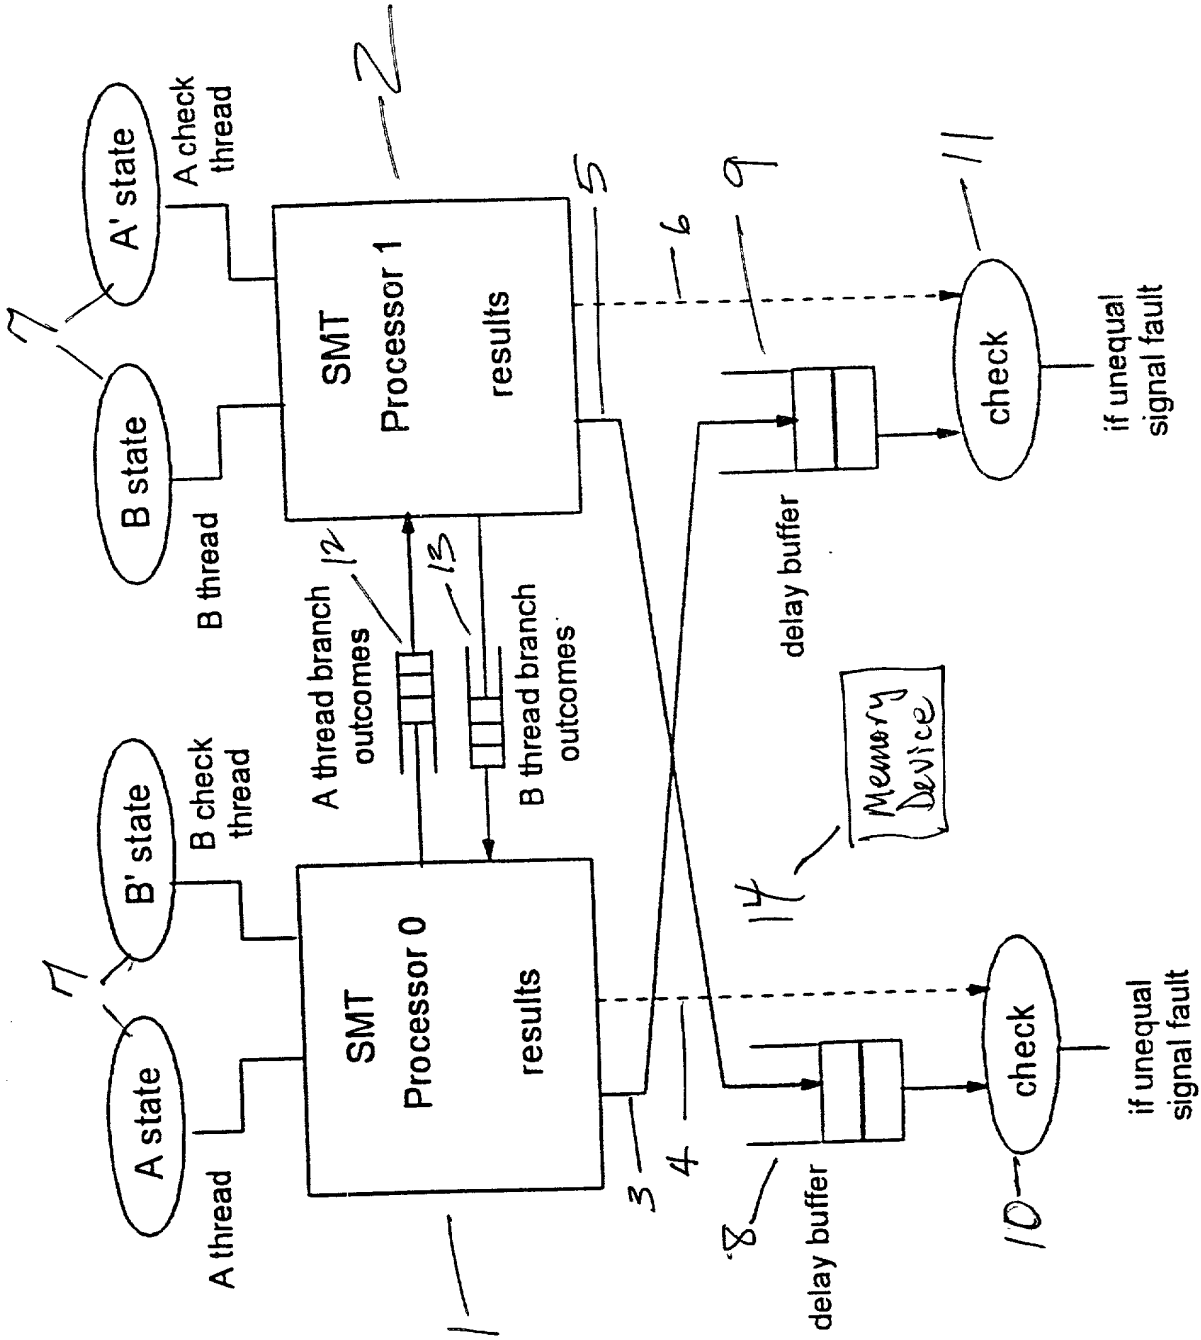 7
7
A state
B' state
B state
A' state
A thread
B check
thread
B thread
A check
thread
1
SMT
Processor 0
results
A thread branch
outcomes
12
13
B thread branch
outcomes
SMT
Processor 1
results
2
3
4
5
6
8
delay buffer
14
Memory
Device
delay buffer
9
10
check
if unequal
signal fault
11
check
if unequal
signal fault